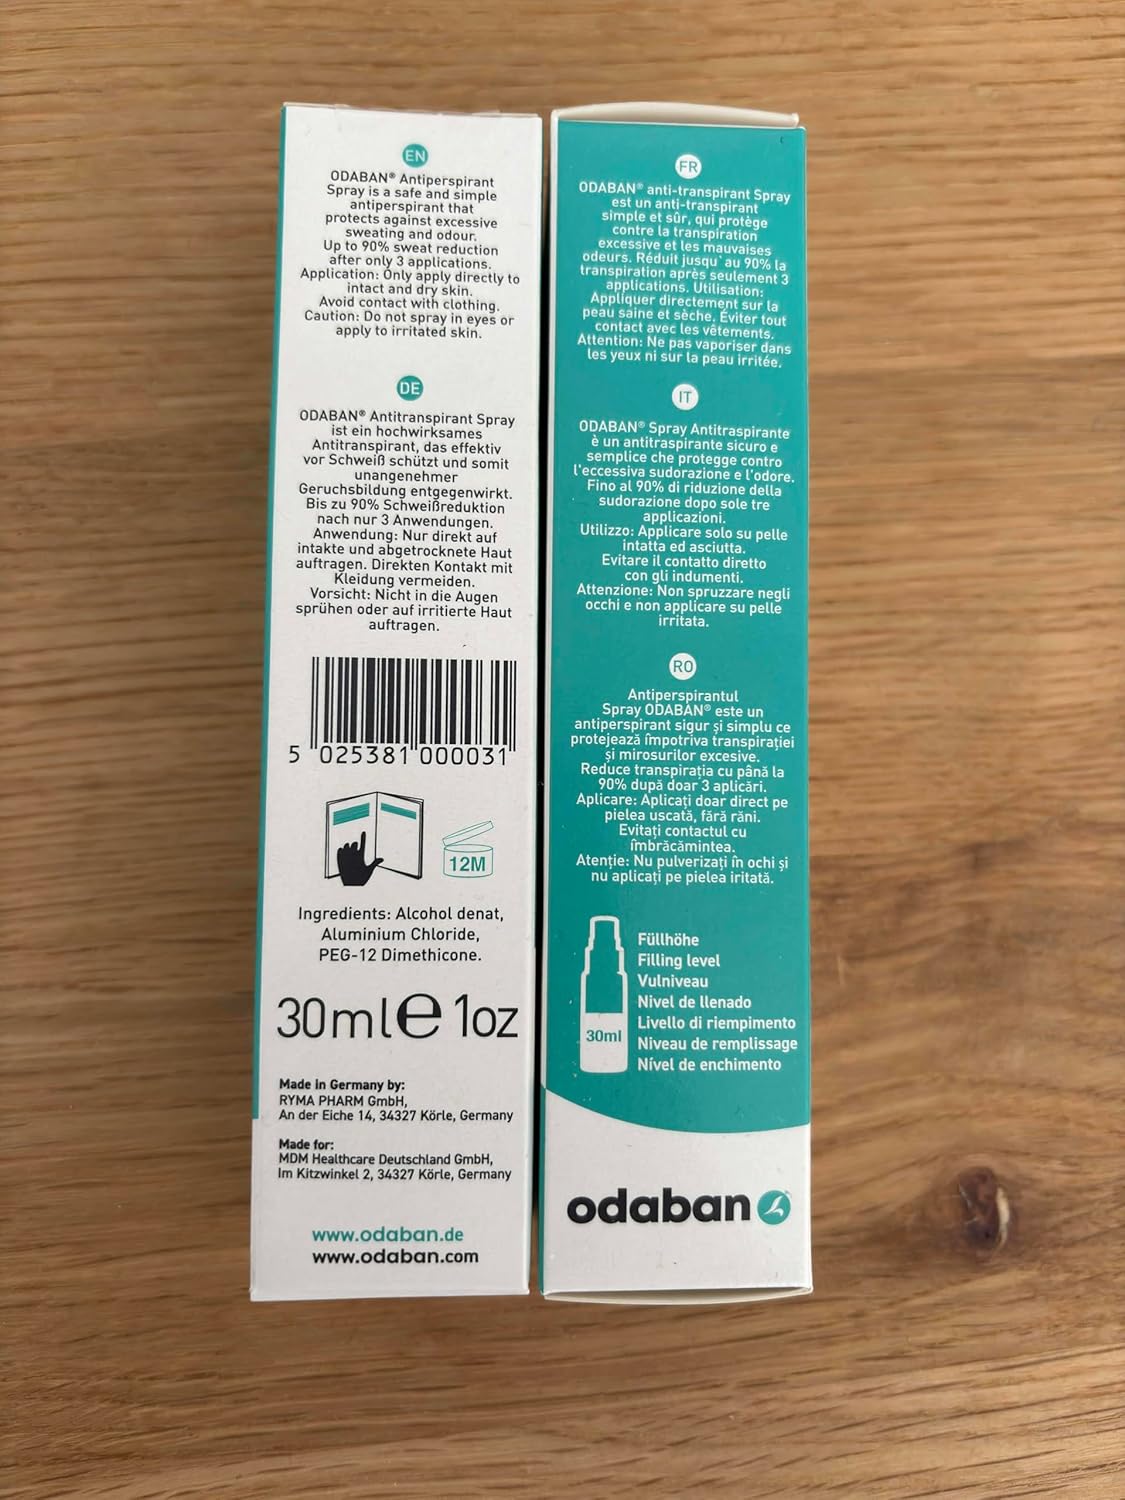 EN
ODABAN® Antiperspirant
Spray is a safe and simple
antiperspirant that
protects against excessive
sweating and odour.
Up to 90% sweat reduction
after only 3 applications.
Application: Only apply directly to
intact and dry skin.
Avoid contact with clothing.
Caution: Do not spray in eyes or
apply to irritated skin.
DE
ODABAN® Antitranspirant Spray
ist ein hochwirksames
Antitranspirant, das effektiv
vor Schweiß schützt und somit
unangenehmer
Geruchsbildung entgegenwirkt.
Bis zu 90% Schweißreduktion
nach nur 3 Anwendungen.
Anwendung: Nur direkt auf
intakte und abgetrocknete Haut
auftragen. Direkten Kontakt mit
Kleidung vermeiden.
Vorsicht: Nicht in die Augen
sprühen oder auf irritierte Haut
auftragen.
5 025381 000031
12M
Ingredients: Alcohol denat,
Aluminium Chloride,
PEG-12 Dimethicone.
30ml℮ 1oz
Made in Germany by:
RYMA PHARM GmbH,
An der Eiche 14, 34327 Körle, Germany
Made for:
MDM Healthcare Deutschland GmbH,
Im Kitzwinkel 2, 34327 Körle, Germany
www.odaban.de
www.odaban.com
FR
ODABAN® anti-transpirant Spray
est un anti-transpirant
simple et sûr, qui protège
contre la transpiration
excessive et les mauvaises
odeurs. Réduit jusqu'au 90% la
transpiration après seulement 3
applications. Utilisation:
Appliquer directement sur la
peau saine et sèche. Éviter tout
contact avec les vêtements.
Attention: Ne pas vaporiser dans
les yeux ni sur la peau irritée.
IT
ODABAN® Spray Antitraspirante
è un antitraspirante sicuro e
semplice che protegge contro
l'eccessiva sudorazione e l'odore.
Fino al 90% di riduzione della
sudorazione dopo sole tre
applicazioni.
Utilizzo: Applicare solo su pelle
intatta ed asciutta.
Evitare il contatto diretto
con gli indumenti.
Attenzione: Non spruzzare negli
occhi e non applicare su pelle
irritata.
RO
Antiperspirantul
Spray ODABAN® este un
antiperspirant sigur și simplu ce
protejează împotriva transpirației
și mirosurilor excesive.
Reduce transpirația cu până la
90% după doar 3 aplicări.
Aplicare: Aplicați doar direct pe
pielea uscată, fără răni.
Evitați contactul cu
îmbrăcămintea.
Atenție: Nu pulverizați în ochi și
nu aplicați pe pielea iritată.
30ml
Füllhöhe
Filling level
Vulniveau
Nivel de llenado
Livello di riempimento
Niveau de remplissage
Nível de enchimento
odaban